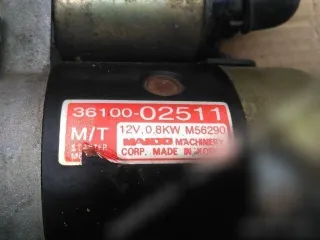 36100-02511
M/T 12V, 0.8KW M56290
STARTER MANDO MACHINERY
CORP. MADE IN KOREA